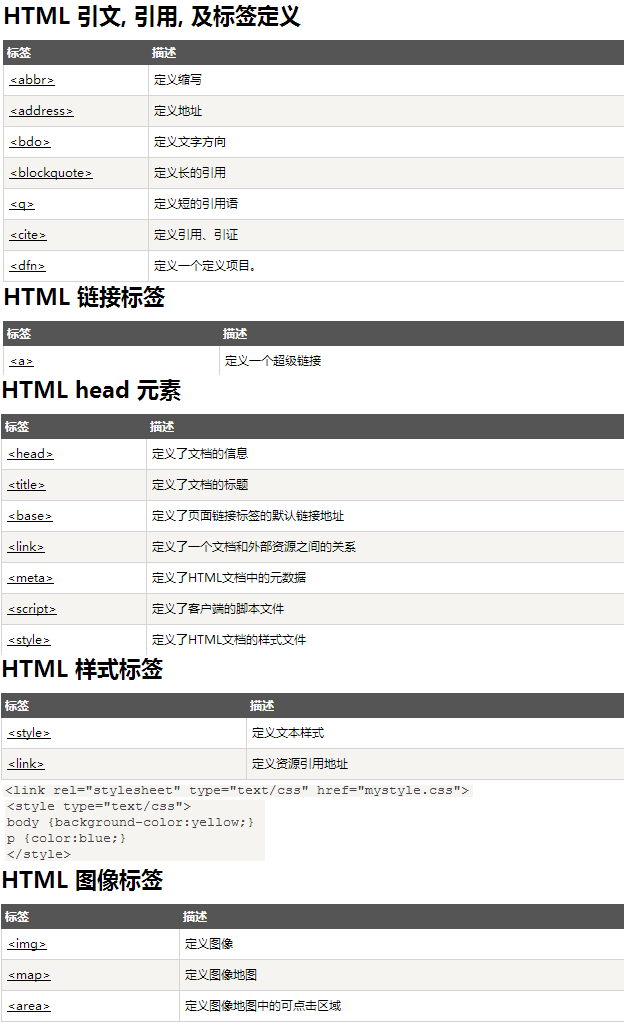 HTML 引文, 引用, 及标签定义
标签 描述
<abbr> 定义缩写
<address> 定义地址
<bdo> 定义文字方向
<blockquote> 定义长的引用
<q> 定义短的引用语
<cite> 定义引用、引证
<dfn> 定义一个定义项目。
HTML 链接标签
标签 描述
<a> 定义一个超级链接
HTML head 元素
标签 描述
<head> 定义了文档的信息
<title> 定义了文档的标题
<base> 定义了页面链接标签的默认链接地址
<link> 定义了一个文档和外部资源之间的关系
<meta> 定义了HTML文档中的元数据
<script> 定义了客户端的脚本文件
<style> 定义了HTML文档的样式文件
HTML 样式标签
标签 描述
<style> 定义文本样式
<link> 定义资源引用地址
<link rel="stylesheet" type="text/css" href="mystyle.css">
<style type="text/css">
body {background-color:yellow;}
p {color:blue;}
</style>
HTML 图像标签
标签 描述
<img> 定义图像
<map> 定义图像地图
<area> 定义图像地图中的可点击区域